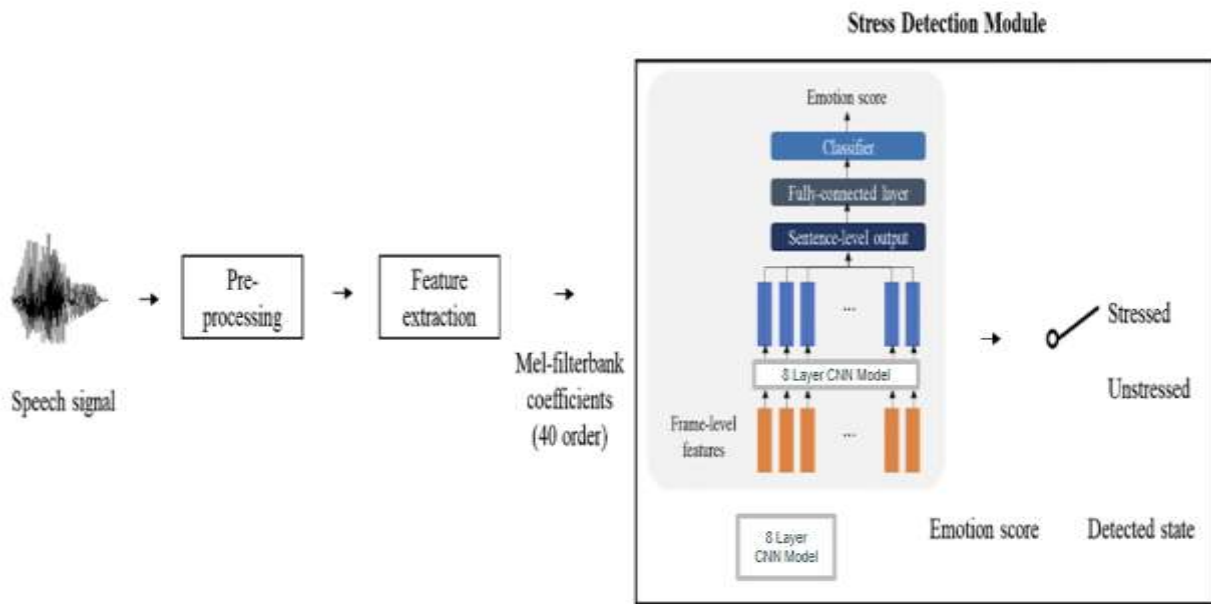 Stress Detection Module
Emotion score
Classifier
Fully-connected layer
Sentence-level output
...
8 Layer CNN Model
Frame-level
features
...
Speech signal
Pre-
processing
Feature
extraction
Mel-filterbank
coefficients
(40 order)
Stressed
Unstressed
8 Layer
CNN Model
Emotion score
Detected state